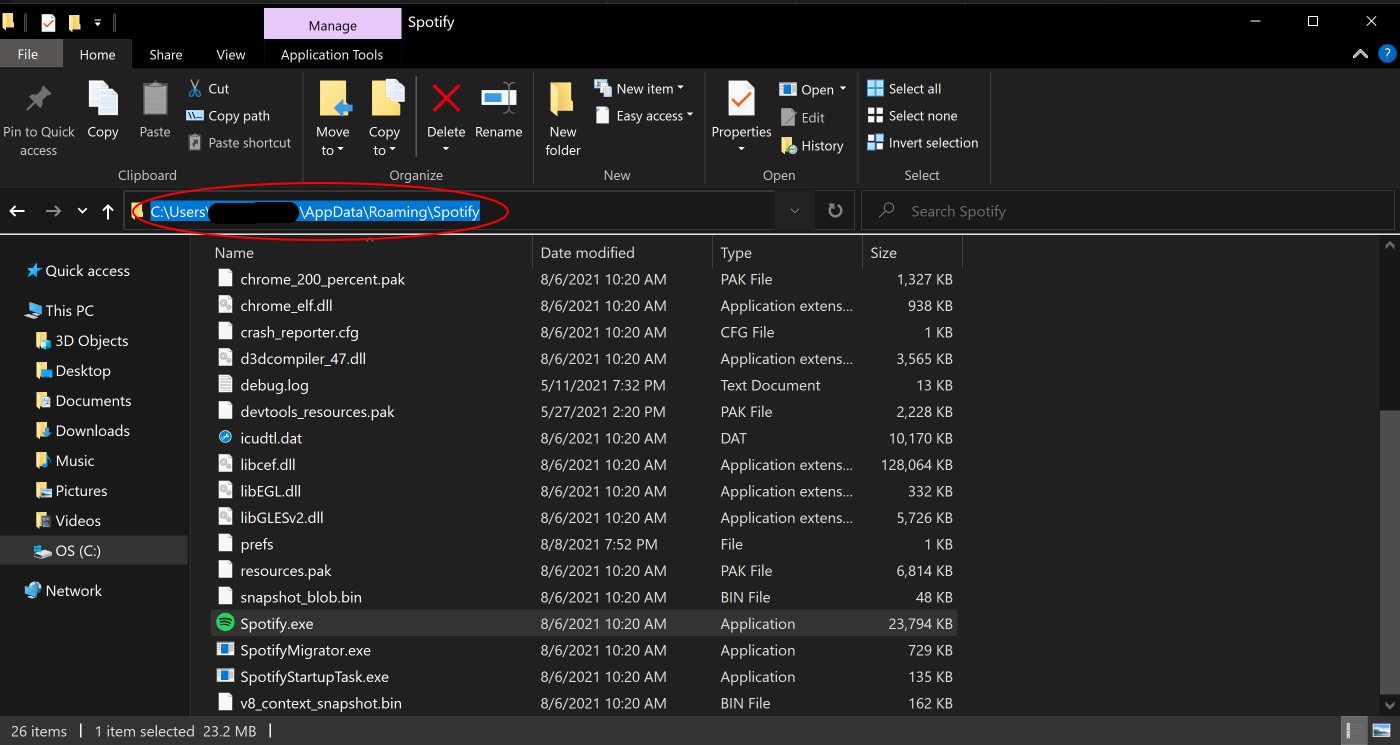 Manage
Spotify
File
Home
Share
View
Application Tools
?
Pin to Quick access
Copy
Paste
Cut
Copy path
Paste shortcut
Clipboard
Move to
Copy to
Delete
Rename
Organize
New folder
New item
Easy access
New
Properties
Open
Edit
History
Open
Select all
Select none
Invert selection
Select
C:\Users\ \AppData\Roaming\Spotify
Search Spotify
Quick access
This PC
3D Objects
Desktop
Documents
Downloads
Music
Pictures
Videos
OS (C:)
Network
Name Date modified Type Size
chrome_200_percent.pak 8/6/2021 10:20 AM PAK File 1,327 KB
chrome_elf.dll 8/6/2021 10:20 AM Application extens... 938 KB
crash_reporter.cfg 8/6/2021 10:20 AM CFG File 1 KB
d3dcompiler_47.dll 8/6/2021 10:20 AM Application extens... 3,565 KB
debug.log 5/11/2021 7:32 PM Text Document 13 KB
devtools_resources.pak 5/27/2021 2:20 PM PAK File 2,228 KB
icudtl.dat 8/6/2021 10:20 AM DAT 10,170 KB
libcef.dll 8/6/2021 10:20 AM Application extens... 128,064 KB
libEGL.dll 8/6/2021 10:20 AM Application extens... 332 KB
libGLESv2.dll 8/6/2021 10:20 AM Application extens... 5,726 KB
prefs 8/8/2021 7:52 PM File 1 KB
resources.pak 8/6/2021 10:20 AM PAK File 6,814 KB
snapshot_blob.bin 8/6/2021 10:20 AM BIN File 48 KB
Spotify.exe 8/6/2021 10:20 AM Application 23,794 KB
SpotifyMigrator.exe 8/6/2021 10:20 AM Application 729 KB
SpotifyStartupTask.exe 8/6/2021 10:20 AM Application 135 KB
v8_context_snapshot.bin 8/6/2021 10:20 AM BIN File 162 KB
26 items
1 item selected 23.2 MB